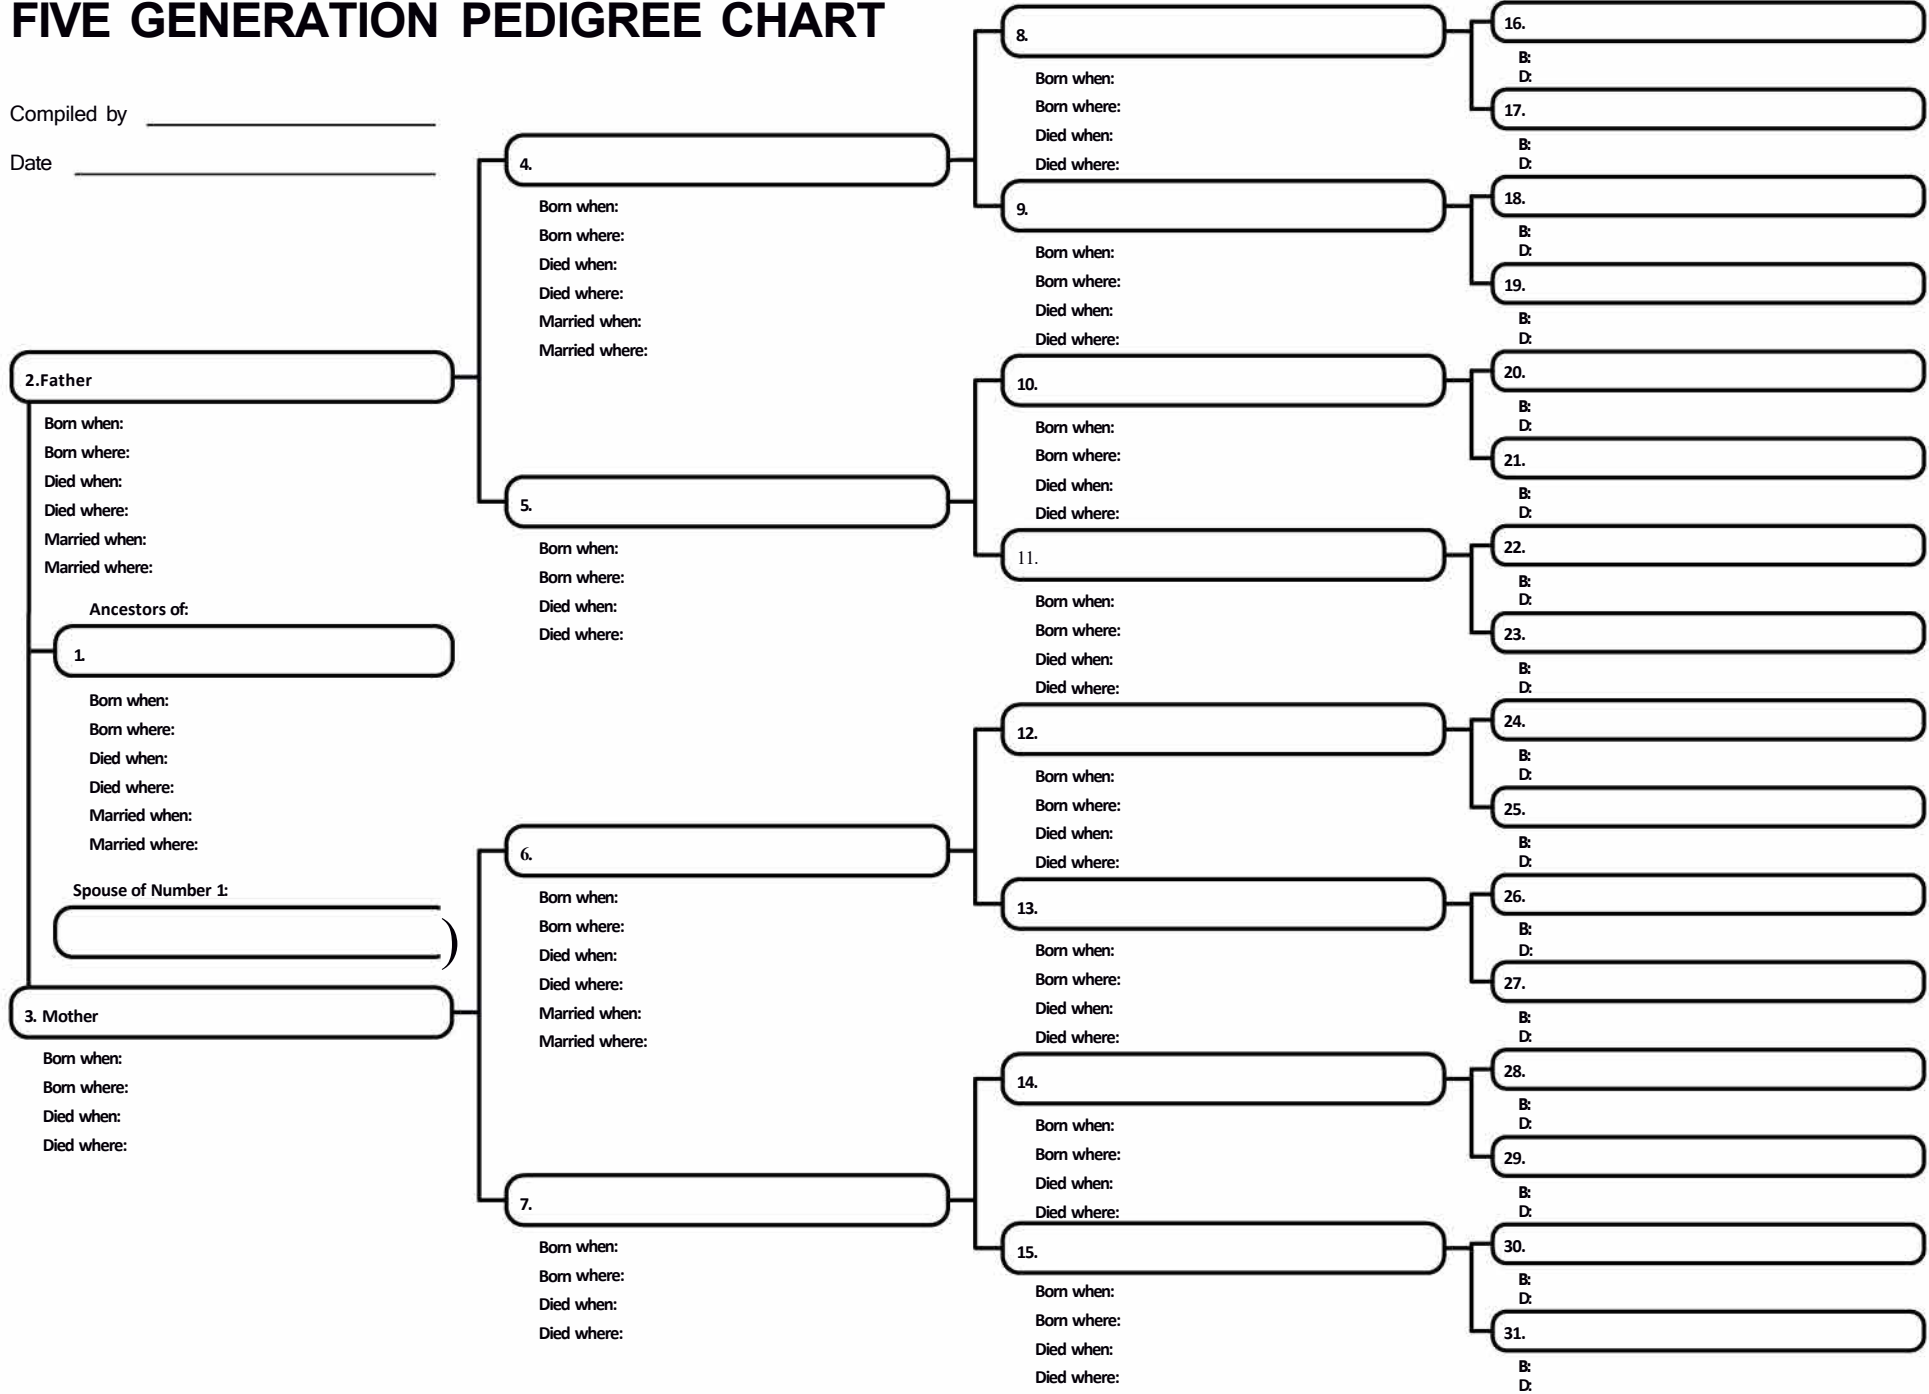 FIVE GENERATION PEDIGREE CHART
Compiled by
Date
2.Father
Born when:
Born where:
Died when:
Died where:
Married when:
Married where:
Ancestors of:
1.
Born when:
Born where:
Died when:
Died where:
Married when:
Married where:
Spouse of Number 1:
)
3. Mother
Born when:
Born where:
Died when:
Died where:
4.
Born when:
Born where:
Died when:
Died where:
Married when:
Married where:
5.
Born when:
Born where:
Died when:
Died where:
6.
Born when:
Born where:
Died when:
Died where:
Married when:
Married where:
7.
Born when:
Born where:
Died when:
Died where:
8.
Born when:
Born where:
Died when:
Died where:
9.
Born when:
Born where:
Died when:
Died where:
10.
Born when:
Born where:
Died when:
Died where:
11.
Born when:
Born where:
Died when:
Died where:
12.
Born when:
Born where:
Died when:
Died where:
13.
Born when:
Born where:
Died when:
Died where:
14.
Born when:
Born where:
Died when:
Died where:
15.
Born when:
Born where:
Died when:
Died where:
16.
B:
D:
17.
B:
D:
18.
B:
D:
19.
B:
D:
20.
B:
D:
21.
B:
D:
22.
B:
D:
23.
B:
D:
24.
B:
D:
25.
B:
D:
26.
B:
D:
27.
B:
D:
28.
B:
D:
29.
B:
D:
30.
B:
D:
31.
B:
D: